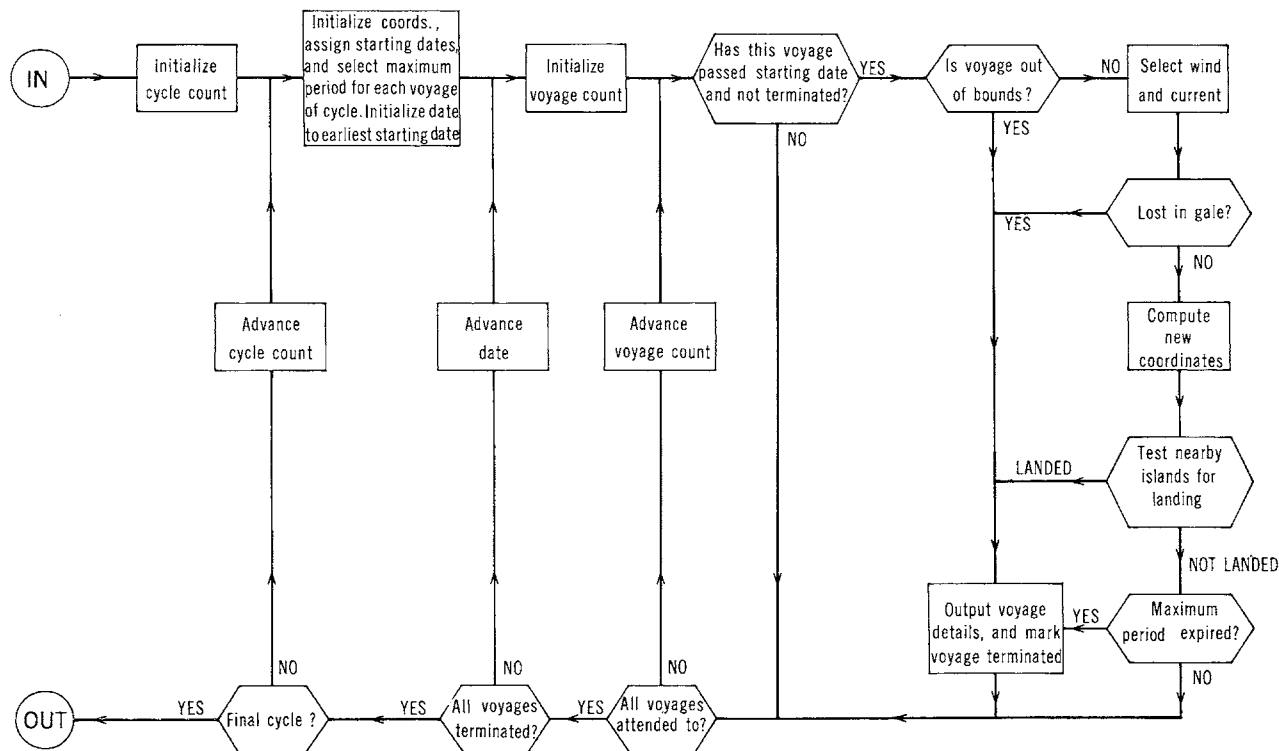 IN
initialize
cycle count
Initialize coords.,
assign starting dates,
and select maximum
period for each voyage
of cycle. Initialize date
to earliest starting date
Initialize
voyage count
Has this voyage
passed starting date
and not terminated?
YES
NO
Is voyage out
of bounds?
NO
YES
Select wind
and current
Lost in gale?
YES
NO
Compute
new
coordinates
Test nearby
islands for
landing
LANDED
NOT LANDED
Maximum
period expired?
YES
NO
Output voyage
details, and mark
voyage terminated
Advance
cycle count
Advance
date
Advance
voyage count
All voyages
attended to?
NO
YES
All voyages
terminated?
NO
YES
Final cycle ?
NO
YES
OUT